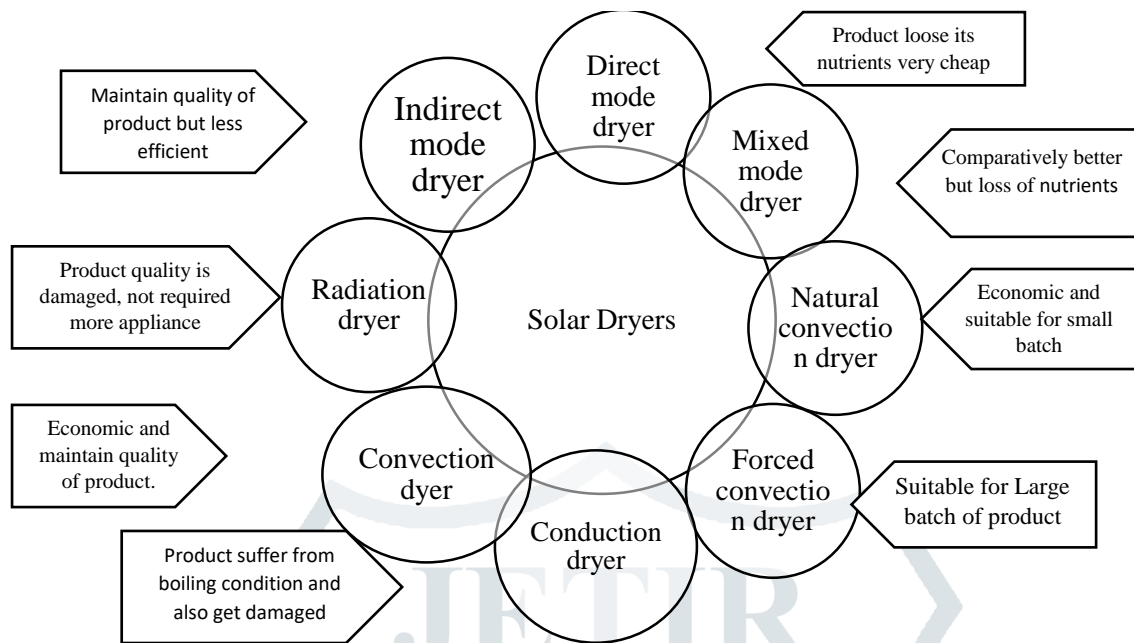 Direct
mode
dryer
Product loose its
nutrients very cheap
Indirect
mode
dryer
Maintain quality of
product but less
efficient
Mixed
mode
dryer
Comparatively better
but loss of nutrients
Radiation
dryer
Product quality is
damaged, not required
more appliance
Solar Dryers
Natural
convectio
n dryer
Economic and
suitable for small
batch
Convection
dyer
Economic and
maintain quality
of product.
Conduction
dryer
Product suffer from
boiling condition and
also get damaged
Forced
convectio
n dryer
Suitable for Large
batch of product
JETIR